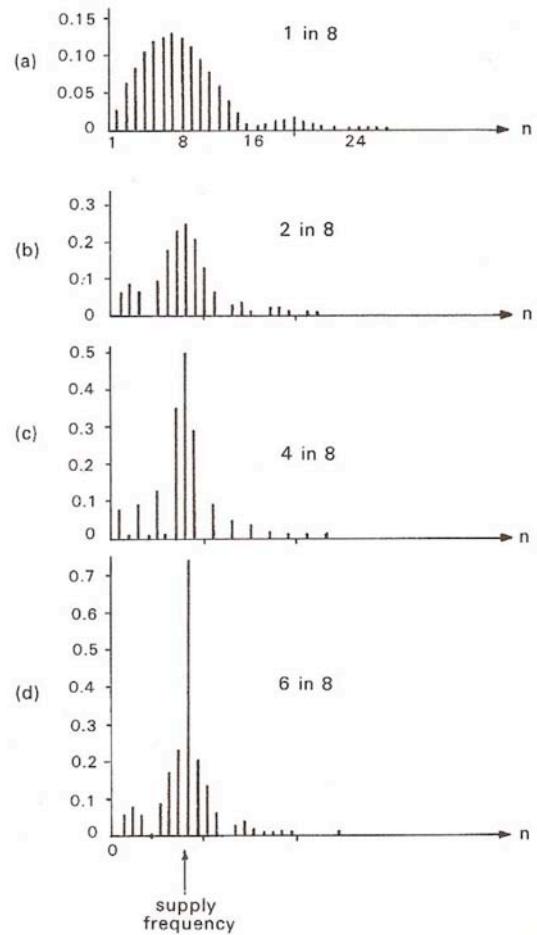 (a)
1 in 8
0.15
0.10
0.05
0
1 8 16 24 n
(b)
2 in 8
0.3
0.2
0.1
0 n
(c)
4 in 8
0.5
0.4
0.3
0.2
0.1
0 n
(d)
6 in 8
0.7
0.6
0.5
0.4
0.3
0.2
0.1
0 n
0
supply
frequency